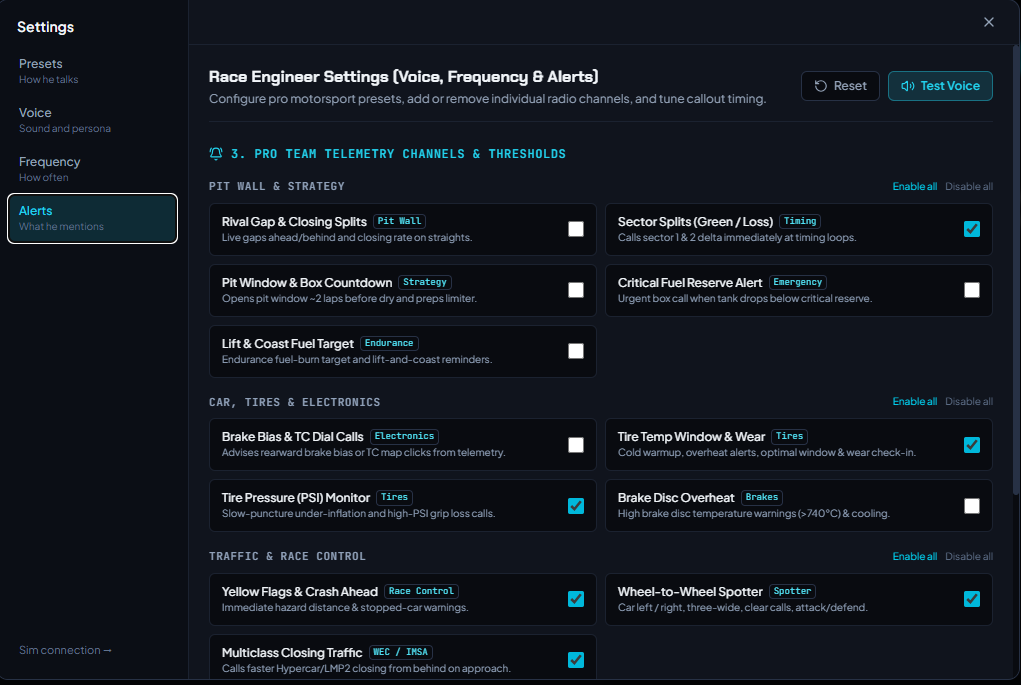 Settings
Presets
How he talks
Voice
Sound and persona
Frequency
How often
Alerts
What he mentions
Sim connection →
Race Engineer Settings (Voice, Frequency & Alerts)
Configure pro motorsport presets, add or remove individual radio channels, and tune callout timing.
Reset
Test Voice
3. PRO TEAM TELEMETRY CHANNELS & THRESHOLDS
PIT WALL & STRATEGY
Enable all Disable all
Rival Gap & Closing Splits Pit Wall
Live gaps ahead/behind and closing rate on straights.
Sector Splits (Green / Loss) Timing
Calls sector 1 & 2 delta immediately at timing loops.
Pit Window & Box Countdown Strategy
Opens pit window ~2 laps before dry and preps limiter.
Critical Fuel Reserve Alert Emergency
Urgent box call when tank drops below critical reserve.
Lift & Coast Fuel Target Endurance
Endurance fuel-burn target and lift-and-coast reminders.
CAR, TIRES & ELECTRONICS
Enable all Disable all
Brake Bias & TC Dial Calls Electronics
Advises rearward brake bias or TC map clicks from telemetry.
Tire Temp Window & Wear Tires
Cold warmup, overheat alerts, optimal window & wear check-in.
Tire Pressure (PSI) Monitor Tires
Slow-puncture under-inflation and high-PSI grip loss calls.
Brake Disc Overheat Brakes
High brake disc temperature warnings (>740°C) & cooling.
TRAFFIC & RACE CONTROL
Enable all Disable all
Yellow Flags & Crash Ahead Race Control
Immediate hazard distance & stopped-car warnings.
Wheel-to-Wheel Spotter Spotter
Car left / right, three-wide, clear calls, attack/defend.
Multiclass Closing Traffic WEC / IMSA
Calls faster Hypercar/LMP2 closing from behind on approach.